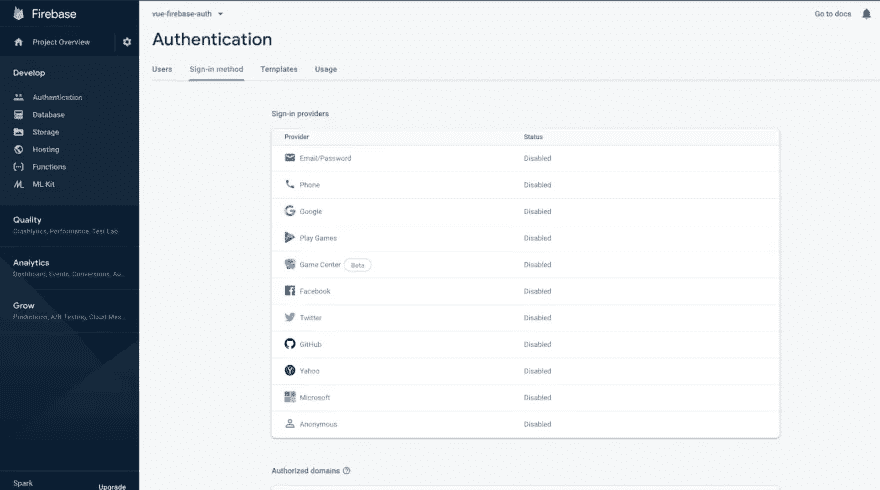 Firebase
vue-firebase-auth
Go to docs
Project Overview
Authentication
Users Sign-in method Templates Usage
Develop
Authentication
Database
Storage
Hosting
Functions
ML Kit
Quality
Crashlytics, Performance, Test Lab
Analytics
Dashboard, Events, Conversions, Au...
Grow
Predictions, A/B Testing, Cloud Mes...
Spark
Upgrade
Sign-in providers
Provider Status
Email/Password Disabled
Phone Disabled
Google Disabled
Play Games Disabled
Game Center Beta Disabled
Facebook Disabled
Twitter Disabled
GitHub Disabled
Yahoo Disabled
Microsoft Disabled
Anonymous Disabled
Authorized domains